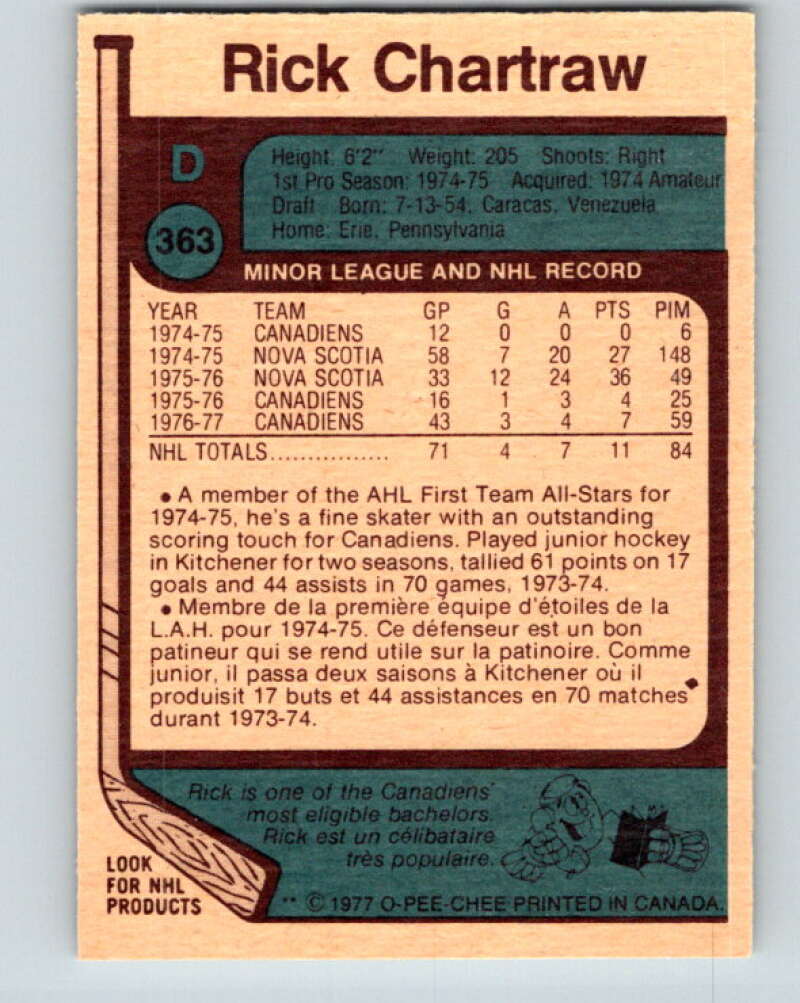 Rick Chartraw
D
Height: 6'2" Weight: 205 Shoots: Right
1st Pro Season: 1974-75 Acquired: 1974 Amateur
Draft Born: 7-13-54, Caracas, Venezuela
Home: Erie, Pennsylvania
363
MINOR LEAGUE AND NHL RECORD
YEAR TEAM GP G A PTS PIM
1974-75 CANADIENS 12 0 0 0 6
1974-75 NOVA SCOTIA 58 7 20 27 148
1975-76 NOVA SCOTIA 33 12 24 36 49
1975-76 CANADIENS 16 1 3 4 25
1976-77 CANADIENS 43 3 4 7 59
NHL TOTALS................ 71 4 7 11 84
• A member of the AHL First Team All-Stars for
1974-75, he's a fine skater with an outstanding
scoring touch for Canadiens. Played junior hockey
in Kitchener for two seasons, tallied 61 points on 17
goals and 44 assists in 70 games, 1973-74.
• Membre de la première équipe d'étoiles de la
L.A.H. pour 1974-75. Ce défenseur est un bon
patineur qui se rend utile sur la patinoire. Comme
junior, il passa deux saisons à Kitchener où il
produisit 17 buts et 44 assistances en 70 matches
durant 1973-74.
Rick is one of the Canadiens'
most eligible bachelors.
Rick est un célibataire
très populaire.
LOOK
FOR NHL
PRODUCTS
** © 1977 O-PEE-CHEE PRINTED IN CANADA.